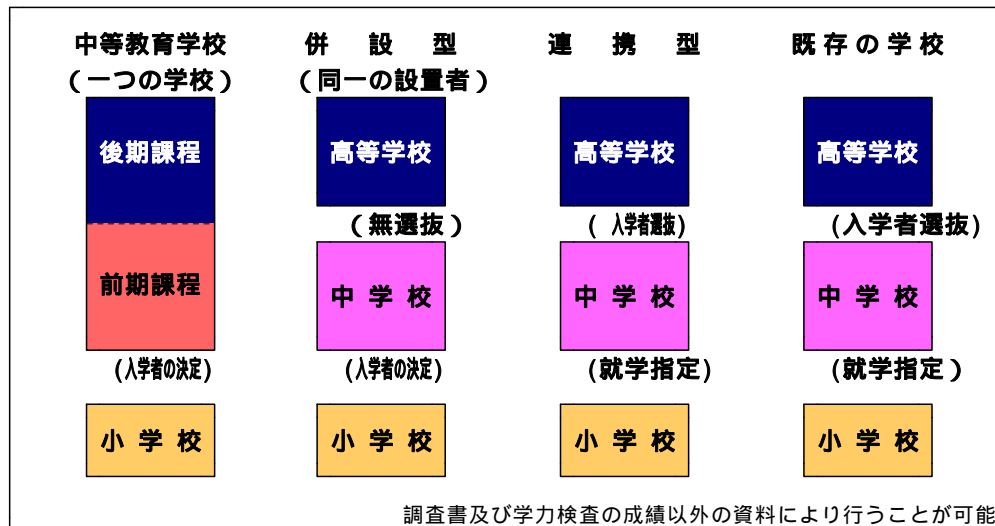 中等教育学校 併設型 連携型 既存の学校
（一つの学校） （同一の設置者）
後期課程 高等学校 高等学校 高等学校
（無選抜） （入学者選抜) （入学者選抜)
前期課程 中学校 中学校 中学校
(入学者の決定) (入学者の決定) (就学指定) (就学指定）
小学校 小学校 小学校 小学校
調査書及び学力検査の成績以外の資料により行うことが可能